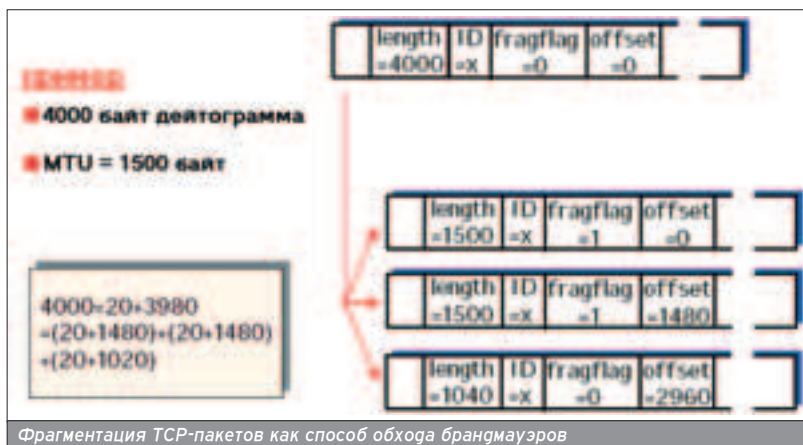 length ID fragflag offset
=4000 =x =0 =0
4000 байт дейтограмма
MTU = 1500 байт
length ID fragflag offset
=1500 =x =1 =0
length ID fragflag offset
=1500 =x =1 =1480
length ID fragflag offset
=1040 =x =0 =2960
4000=20+3980
=(20+1480)+(20+1480)
+(20+1020)
Фрагментация TCP-пакетов как способ обхода брандмауэров